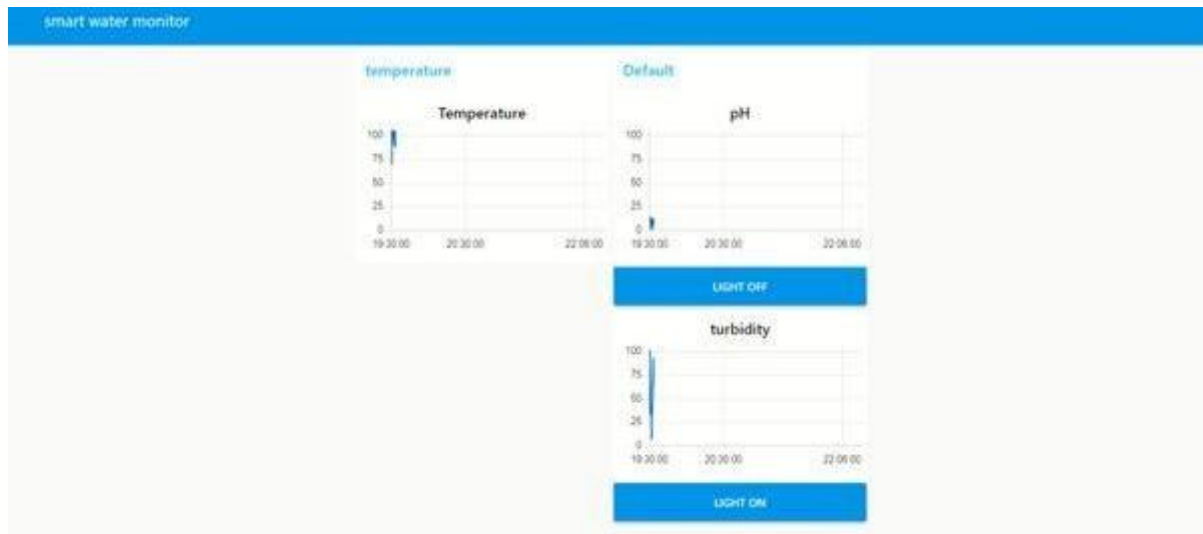 smart water monitor
temperature
Temperature
100
75
50
25
0
19:30:00 20:30:00 22:06:00
Default
pH
100
75
50
25
0
19:30:00 20:30:00 22:06:00
LIGHT OFF
turbidity
100
75
50
25
0
19:30:00 20:30:00 22:06:00
LIGHT ON